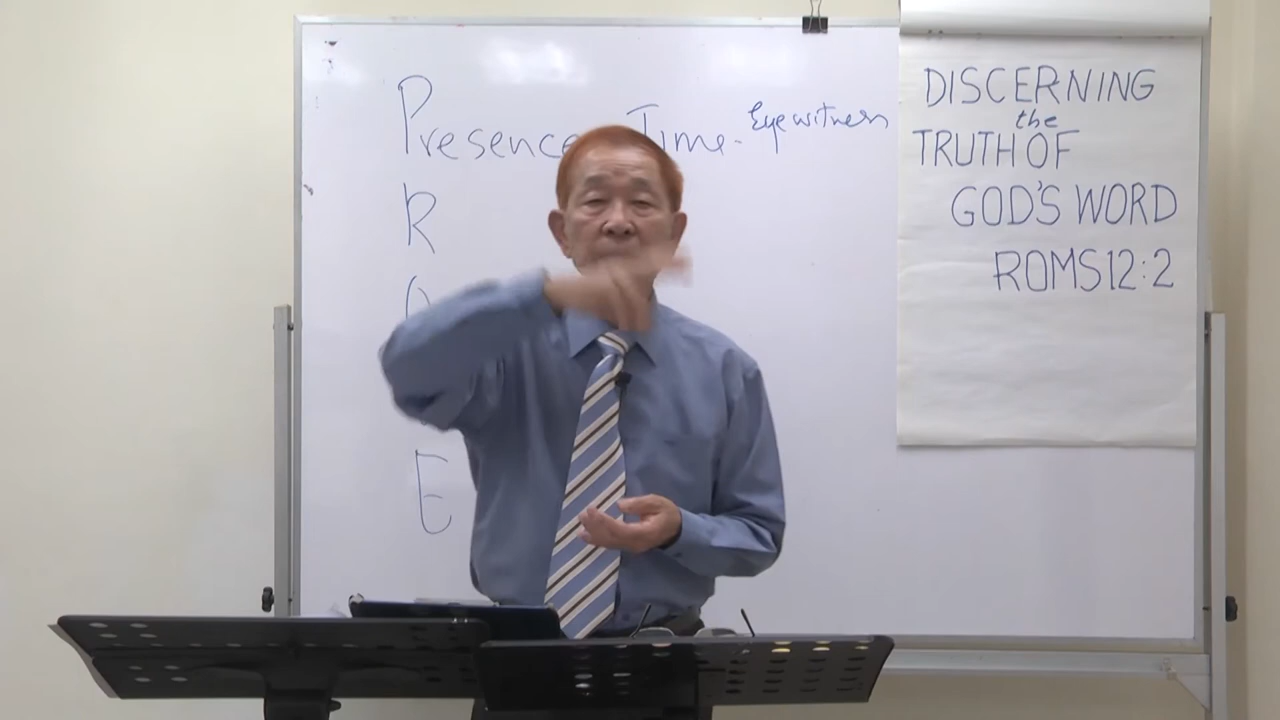 Presence Time- Eyewitness
R
E
DISCERNING
the
TRUTH OF
GOD'S WORD
ROMS 12:2